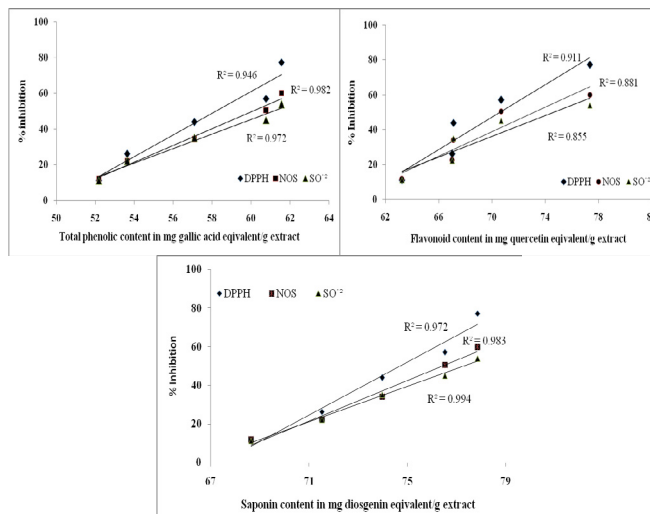 100
80
60
40
20
0
% Inhibition
R² = 0.946
R² = 0.982
R² = 0.972
DPPH NOS SO⁻²
50 52 54 56 58 60 62 64
Total phenolic content in mg gallic acid eqivalent/g extract
100
80
60
40
20
0
% Inhibition
R² = 0.911
R² = 0.881
R² = 0.855
DPPH NOS SO⁻²
62 66 70 74 78 82
Flavonoid content in mg quercetin eqivalent/g extract
100
80
60
40
20
0
% Inhibition
DPPH NOS SO⁻²
R² = 0.972
R² = 0.983
R² = 0.994
67 71 75 79
Saponin content in mg diosgenin eqivalent/g extract